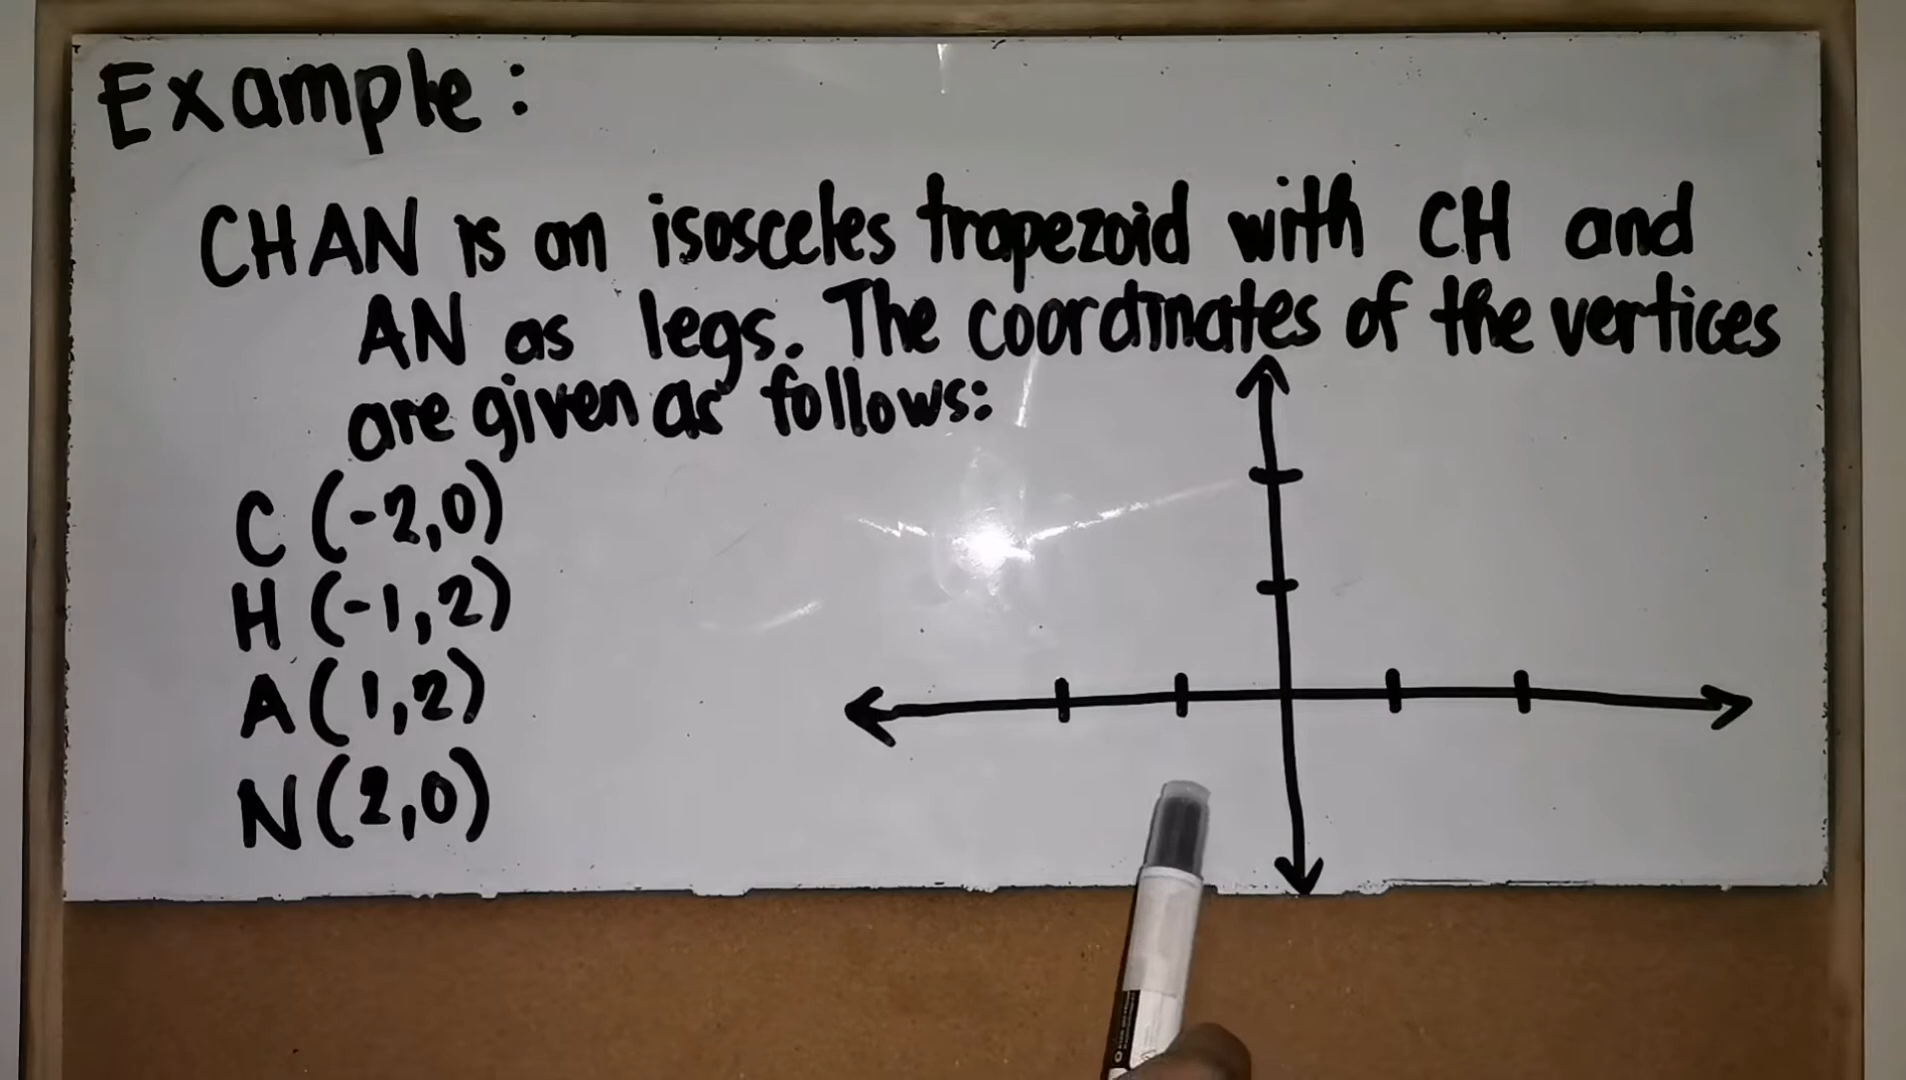 Example:
CHAN is an isosceles trapezoid with CH and
AN as legs. The coordinates of the vertices
are given as follows:
C (-2,0)
H (-1,2)
A (1,2)
N (2,0)